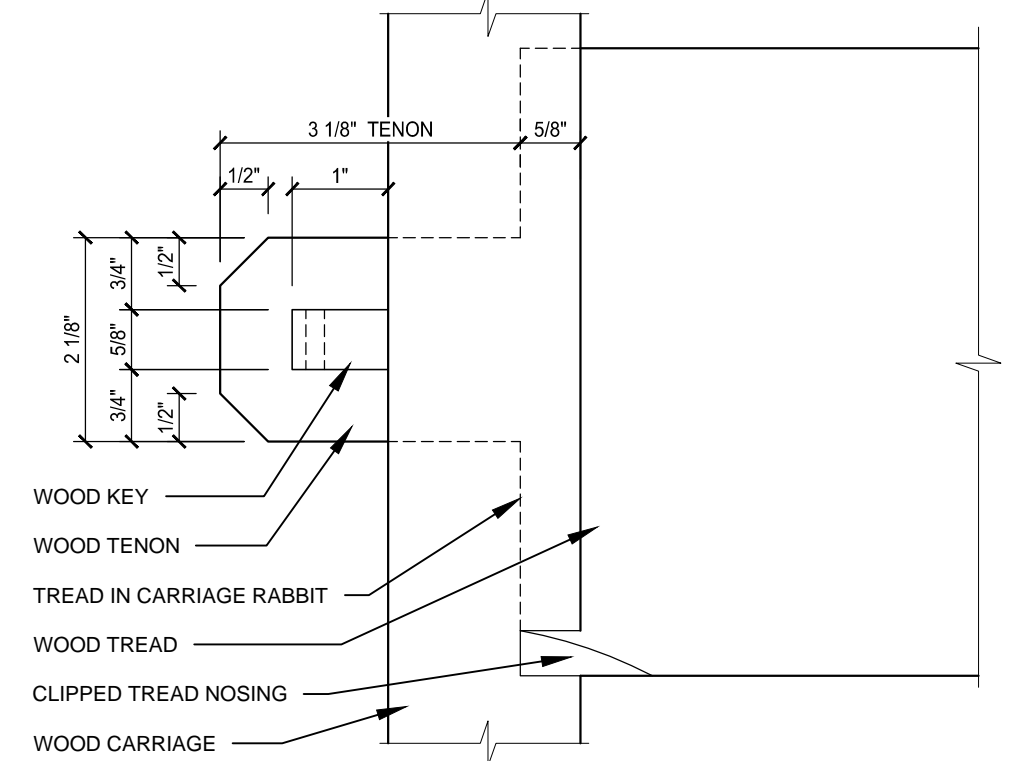 3 1/8" TENON
5/8"
1/2"
1"
1/2"
3/4"
2 1/8"
5/8"
3/4"
1/2"
WOOD KEY
WOOD TENON
TREAD IN CARRIAGE RABBIT
WOOD TREAD
CLIPPED TREAD NOSING
WOOD CARRIAGE